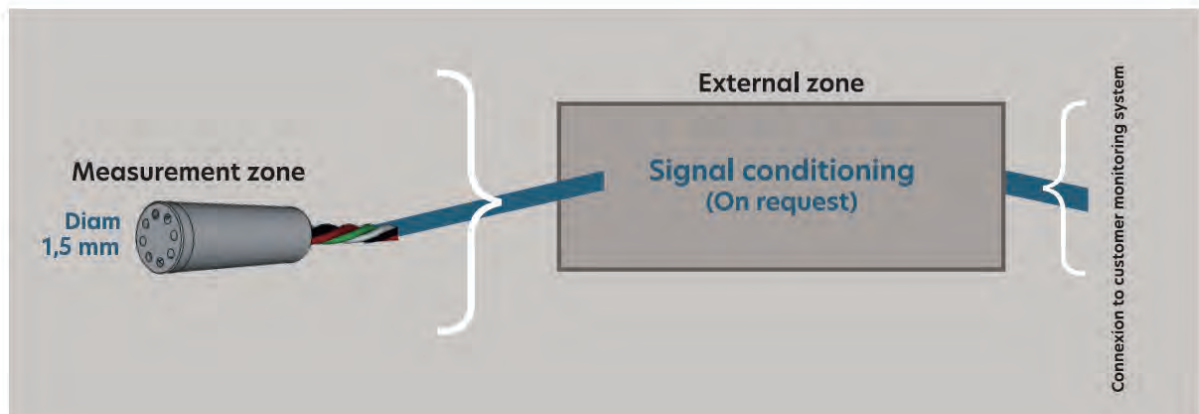 Measurement zone
Diam
1,5 mm
External zone
Signal conditioning
(On request)
Connexion to customer monitoring system